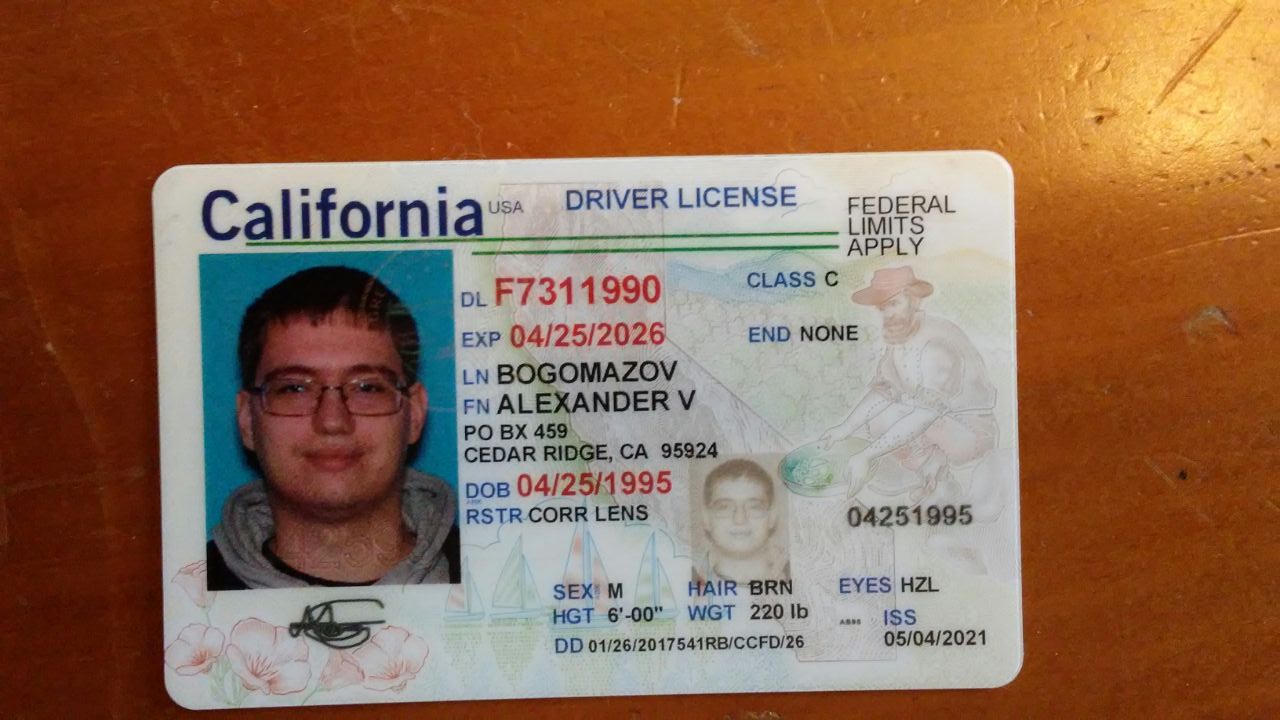 California USA DRIVER LICENSE
FEDERAL
LIMITS
APPLY
DL F7311990
CLASS C
EXP 04/25/2026
END NONE
LN BOGOMAZOV
FN ALEXANDER V
PO BX 459
CEDAR RIDGE, CA 95924
DOB 04/25/1995
RSTR CORR LENS
04251995
SEX M
HAIR BRN
EYES HZL
HGT 6'-00"
WGT 220 lb
ISS
DD 01/26/2017541RB/CCFD/26
05/04/2021